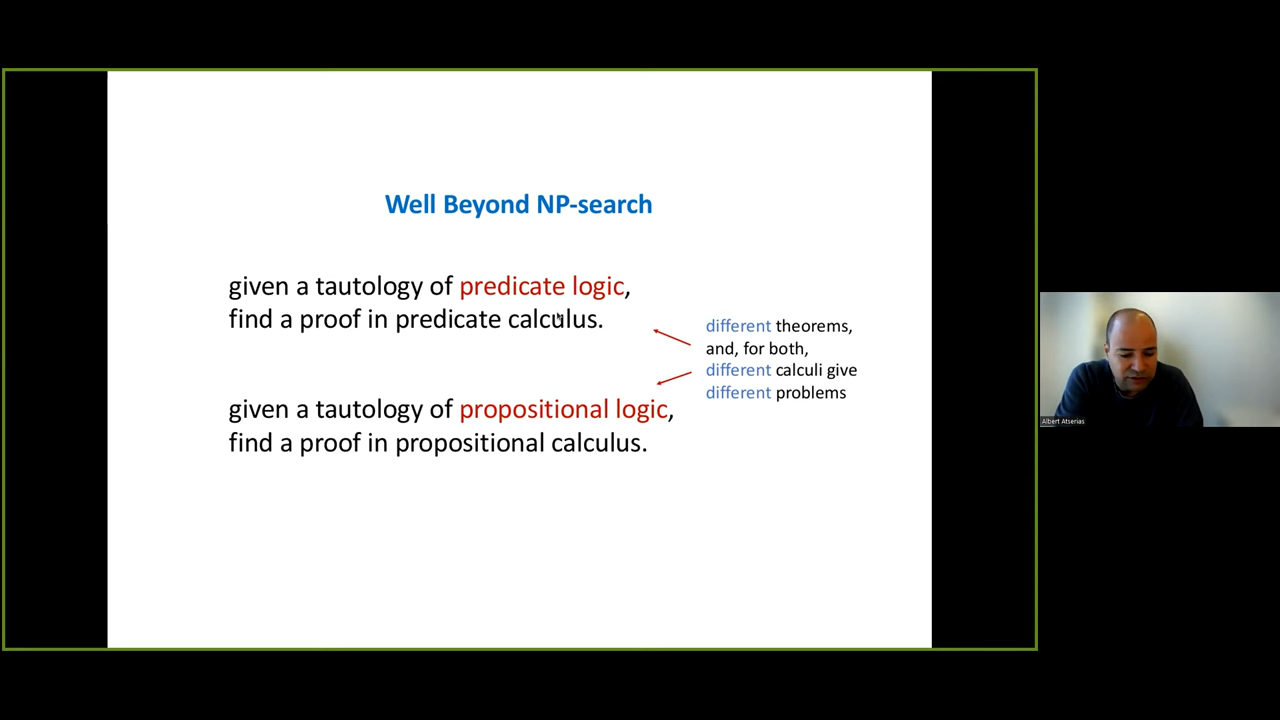 Well Beyond NP-search
given a tautology of predicate logic,
find a proof in predicate calculus.
different theorems,
and, for both,
different calculi give
different problems
given a tautology of propositional logic,
find a proof in propositional calculus.
Albert Atserias